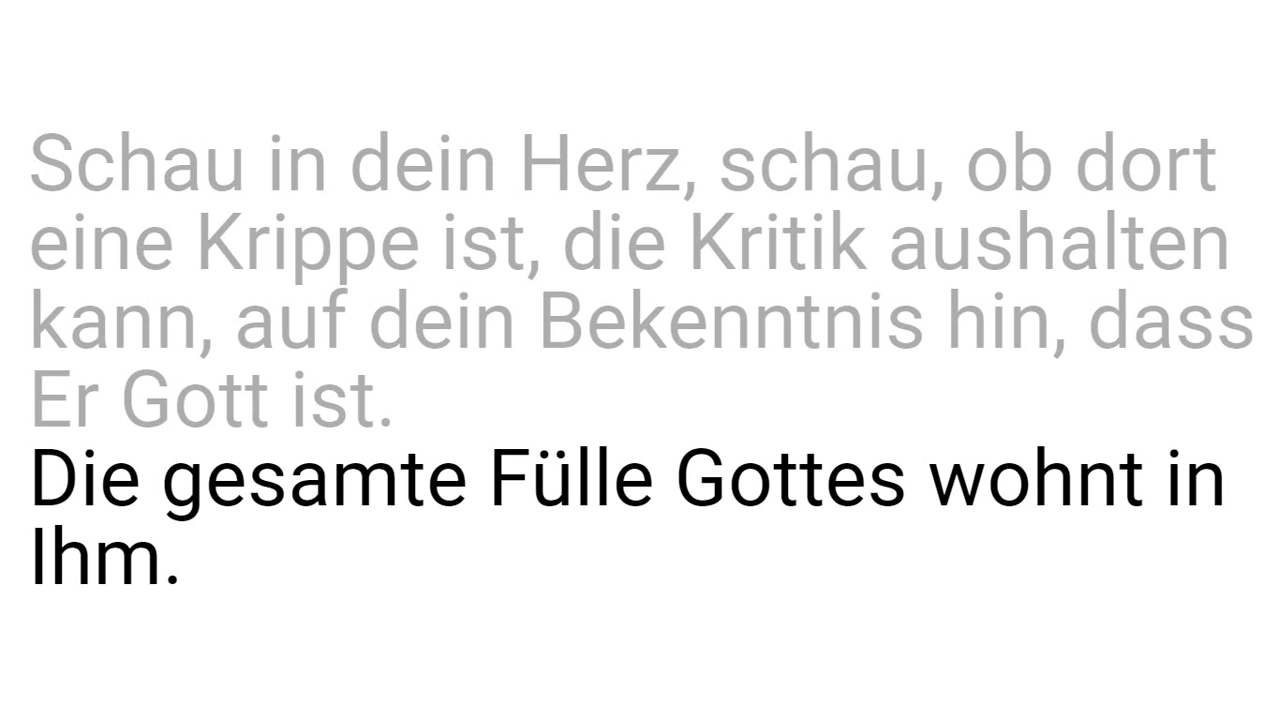 Schau in dein Herz, schau, ob dort
eine Krippe ist, die Kritik aushalten
kann, auf dein Bekenntnis hin, dass
Er Gott ist.
Die gesamte Fülle Gottes wohnt in
Ihm.